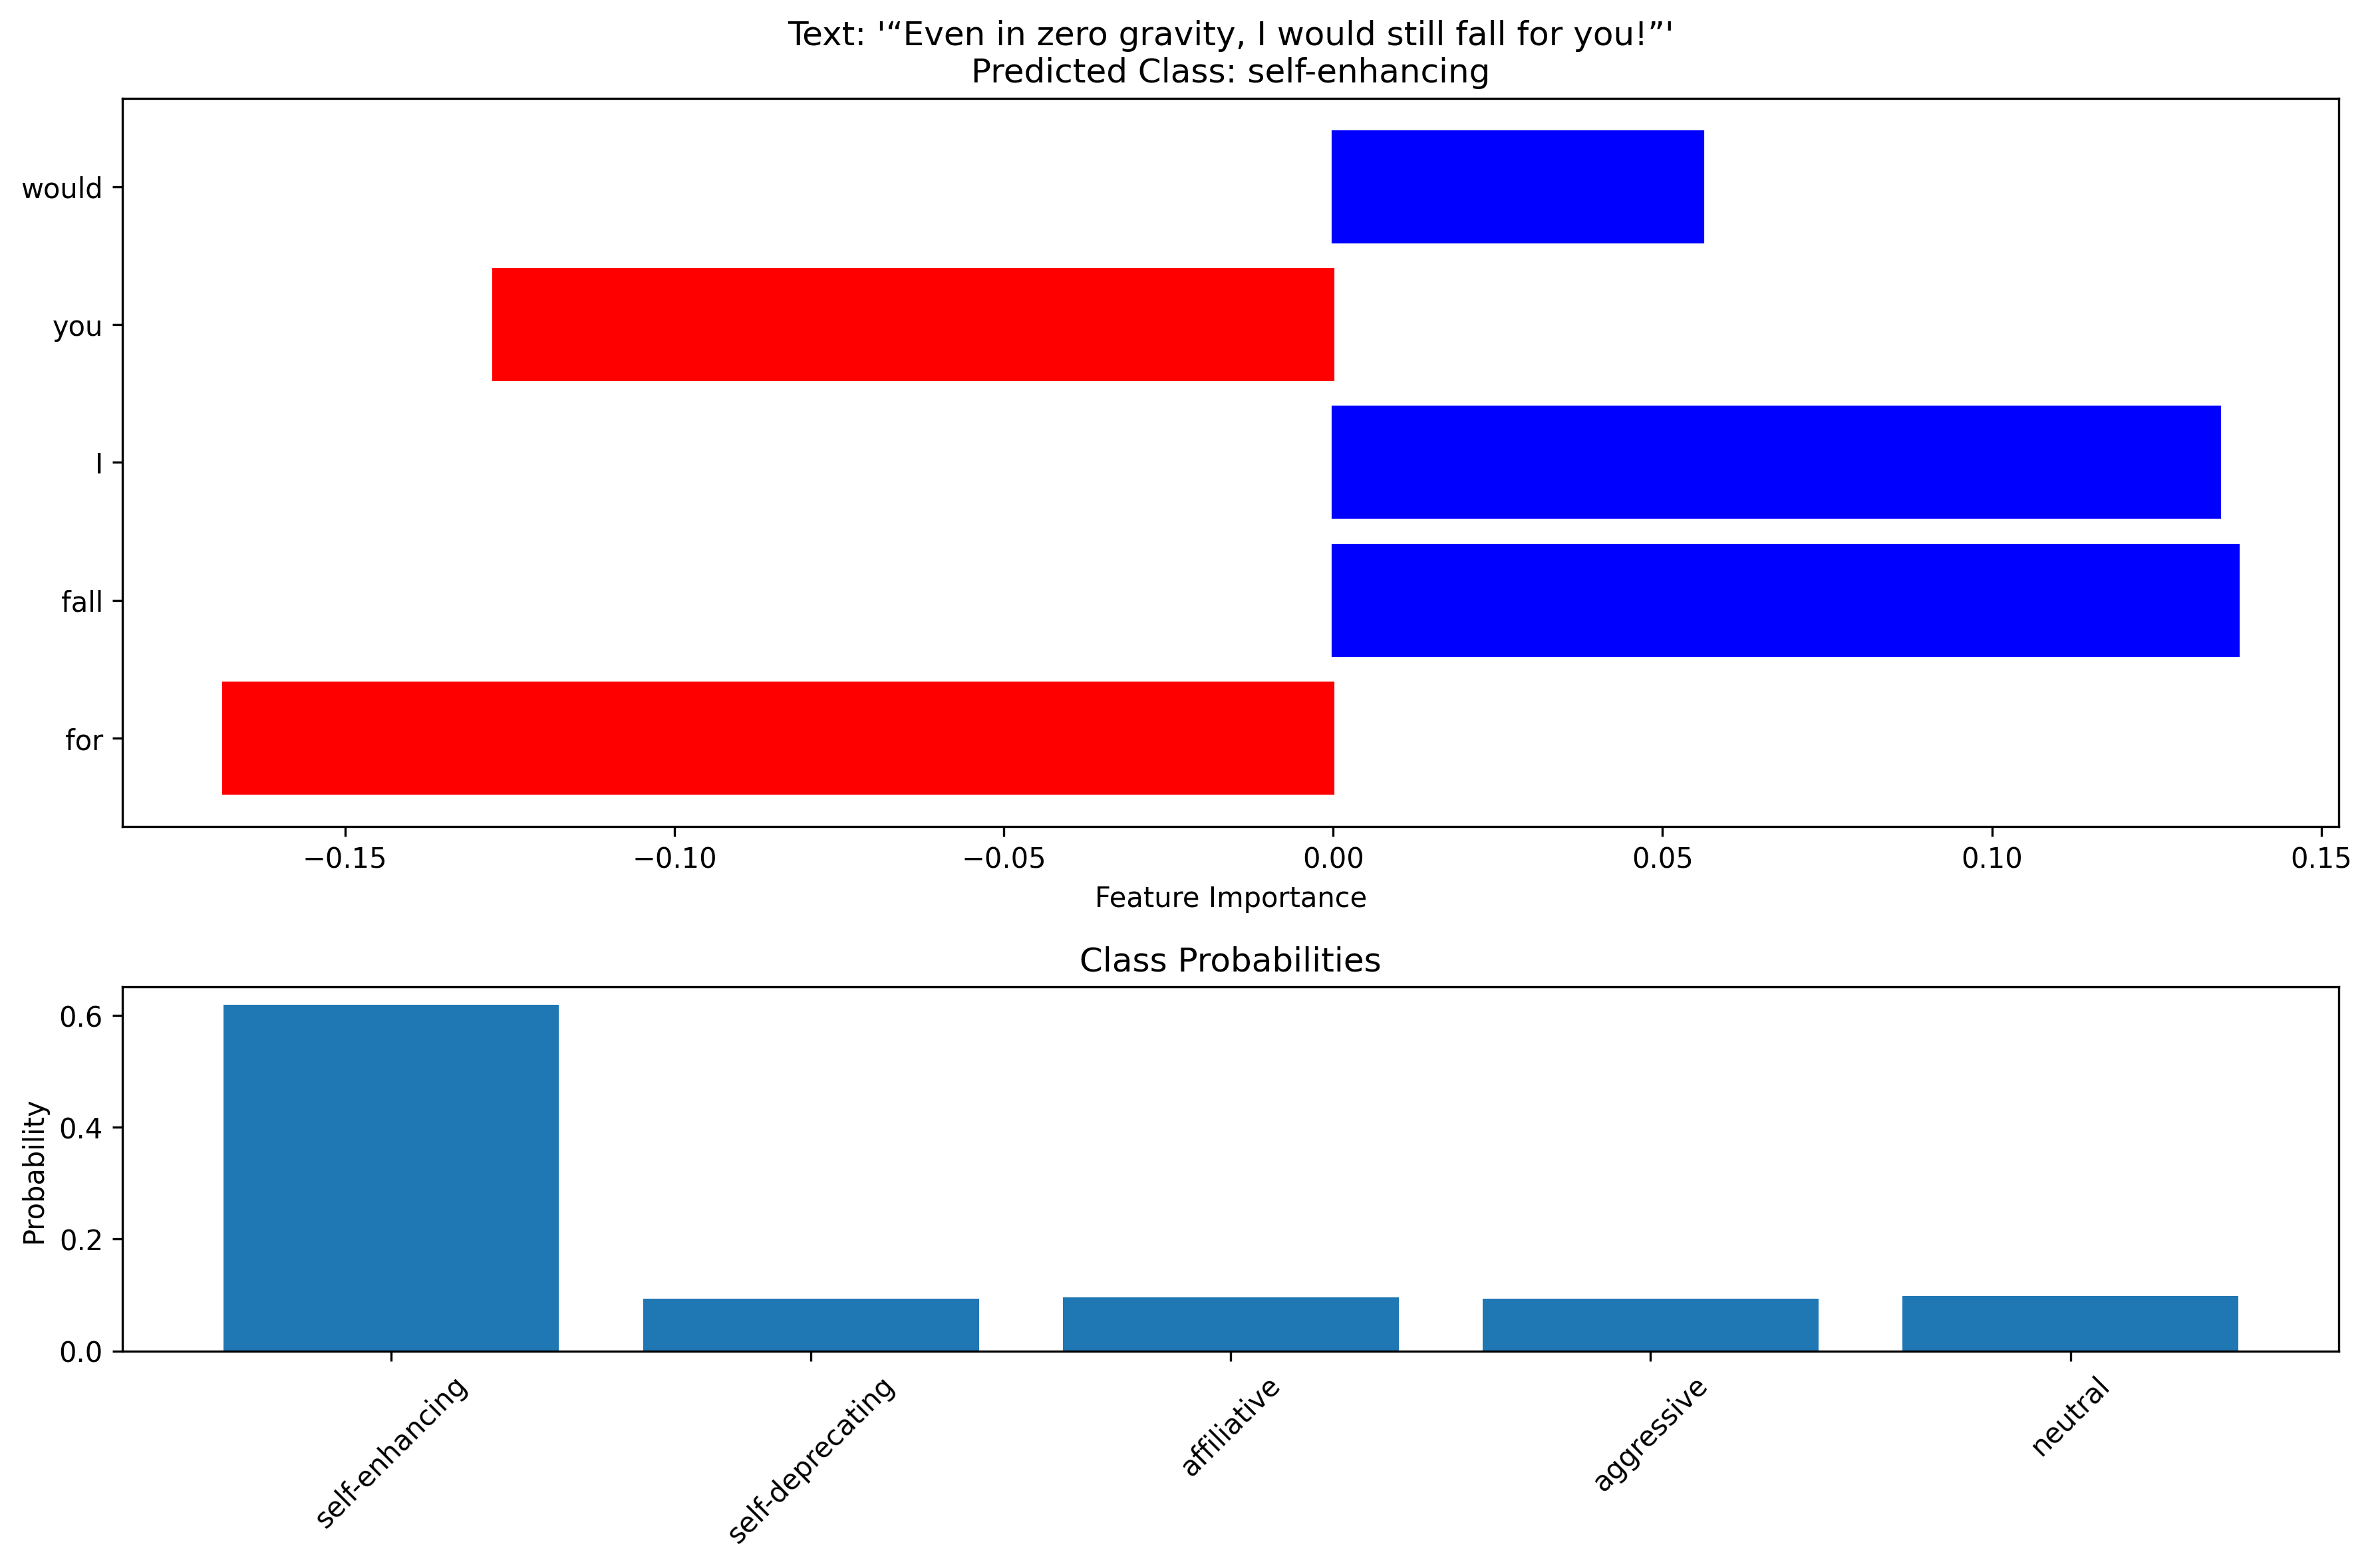 Text: '“Even in zero gravity, I would still fall for you!”'
Predicted Class: self-enhancing
would
you
I
fall
for
−0.15
−0.10
−0.05
0.00
0.05
0.10
0.15
Feature Importance
Class Probabilities
Probability
0.6
0.4
0.2
0.0
self-enhancing
self-deprecating
affiliative
aggressive
neutral